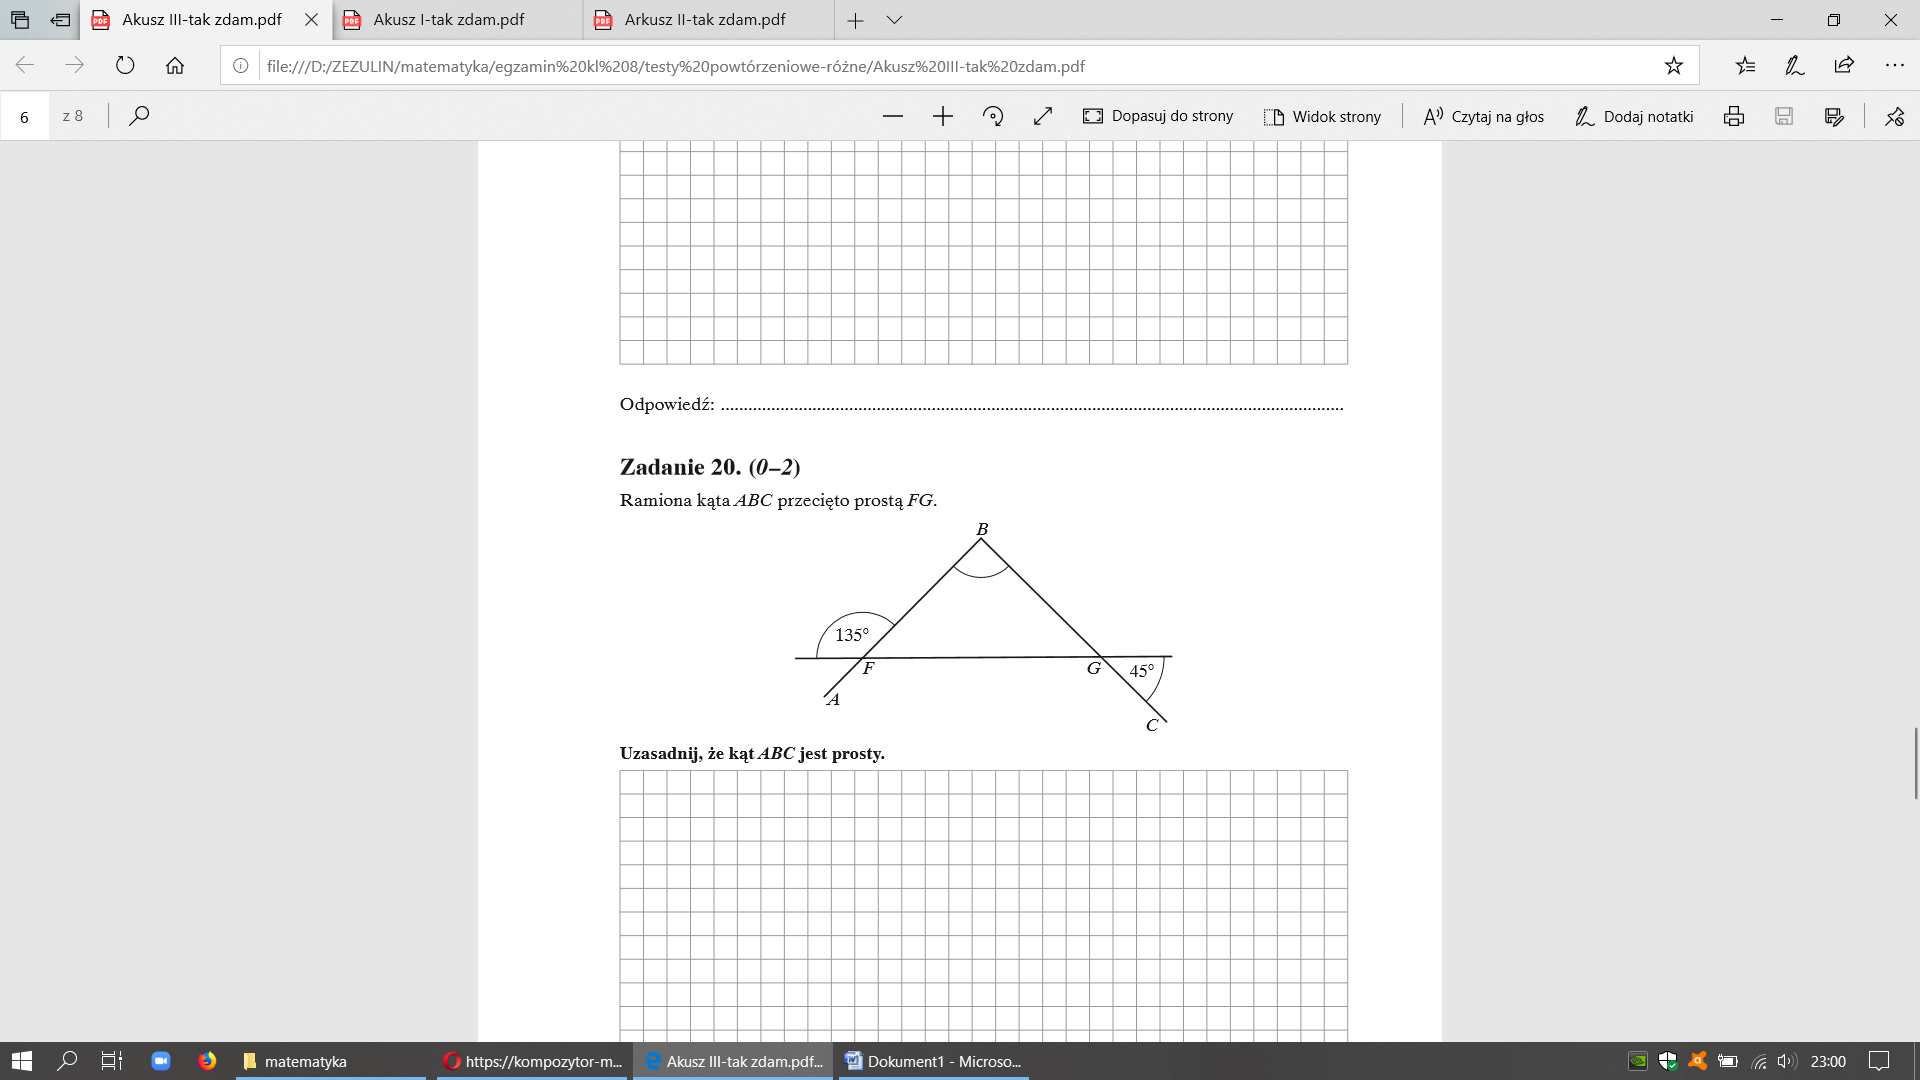 Akusz III-tak zdam.pdf
Akusz I-tak zdam.pdf
Arkusz II-tak zdam.pdf
file:///D:/ZEZULIN/matematyka/egzamin%20kl%208/testy%20powtórzeniowe-różne/Akusz%20III-tak%20zdam.pdf
6 z 8
Dopasuj do strony
Widok strony
Czytaj na głos
Dodaj notatki
Odpowiedź: ........................................................................................................................................
Zadanie 20. (0–2)
Ramiona kąta ABC przecięto prostą FG.
B
135°
F
G
45°
A
C
Uzasadnij, że kąt ABC jest prosty.
matematyka
https://kompozytor-m...
Akusz III-tak zdam.pdf...
Dokument1 - Microso...
23:00